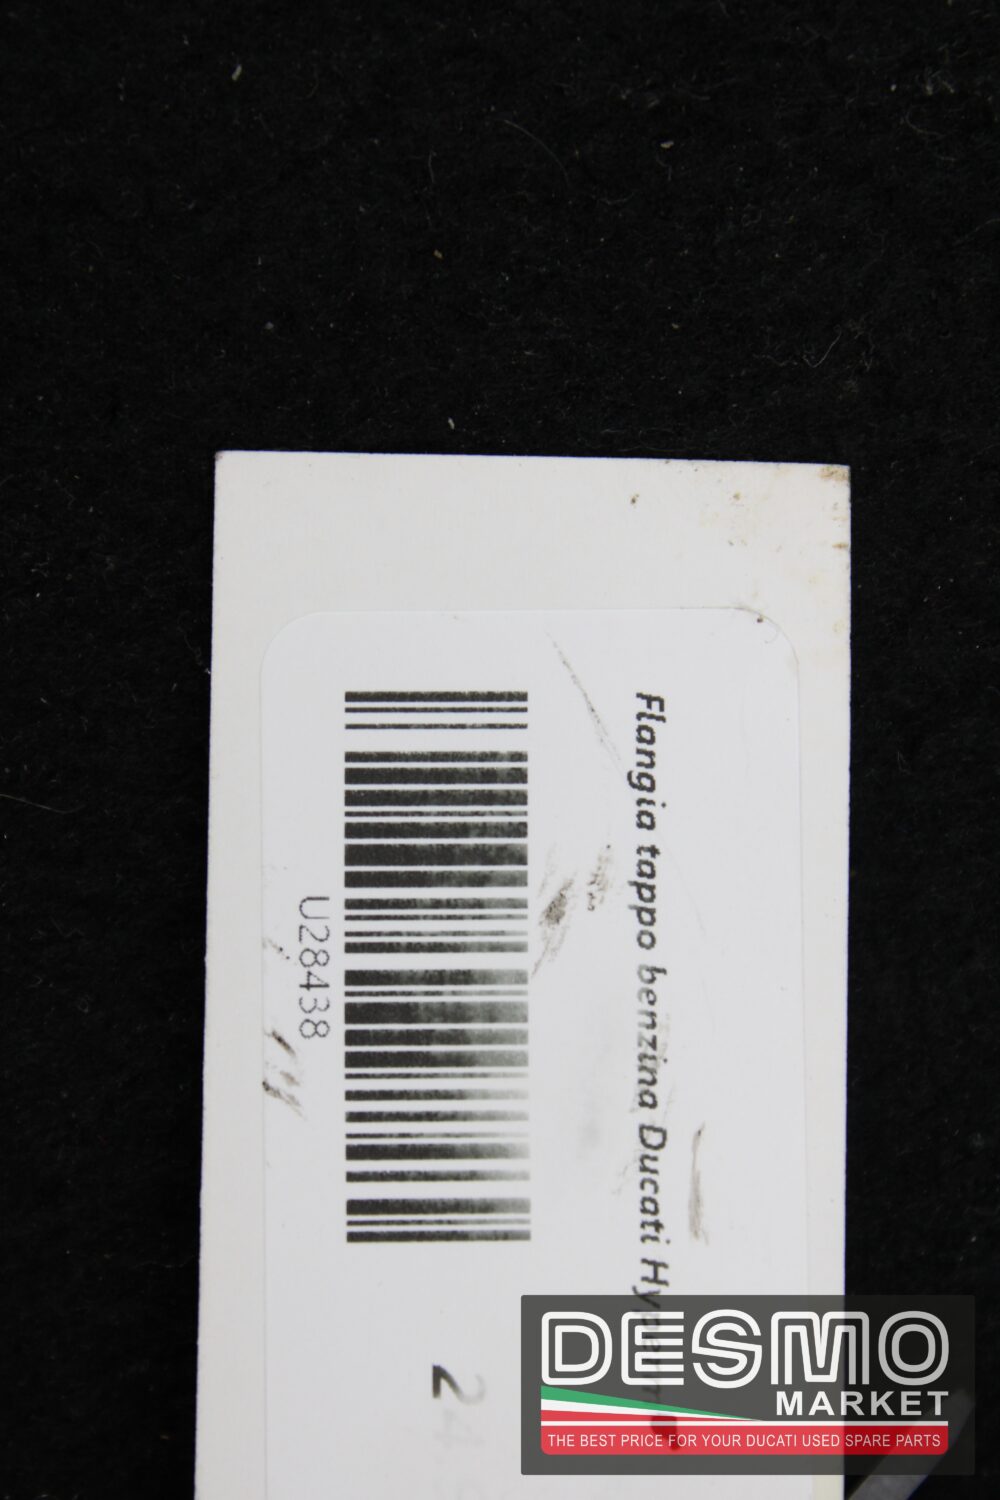 Flangia tappo benzina Ducati
U28438
DESMO
MARKET
THE BEST PRICE FOR YOUR DUCATI USED SPARE PARTS